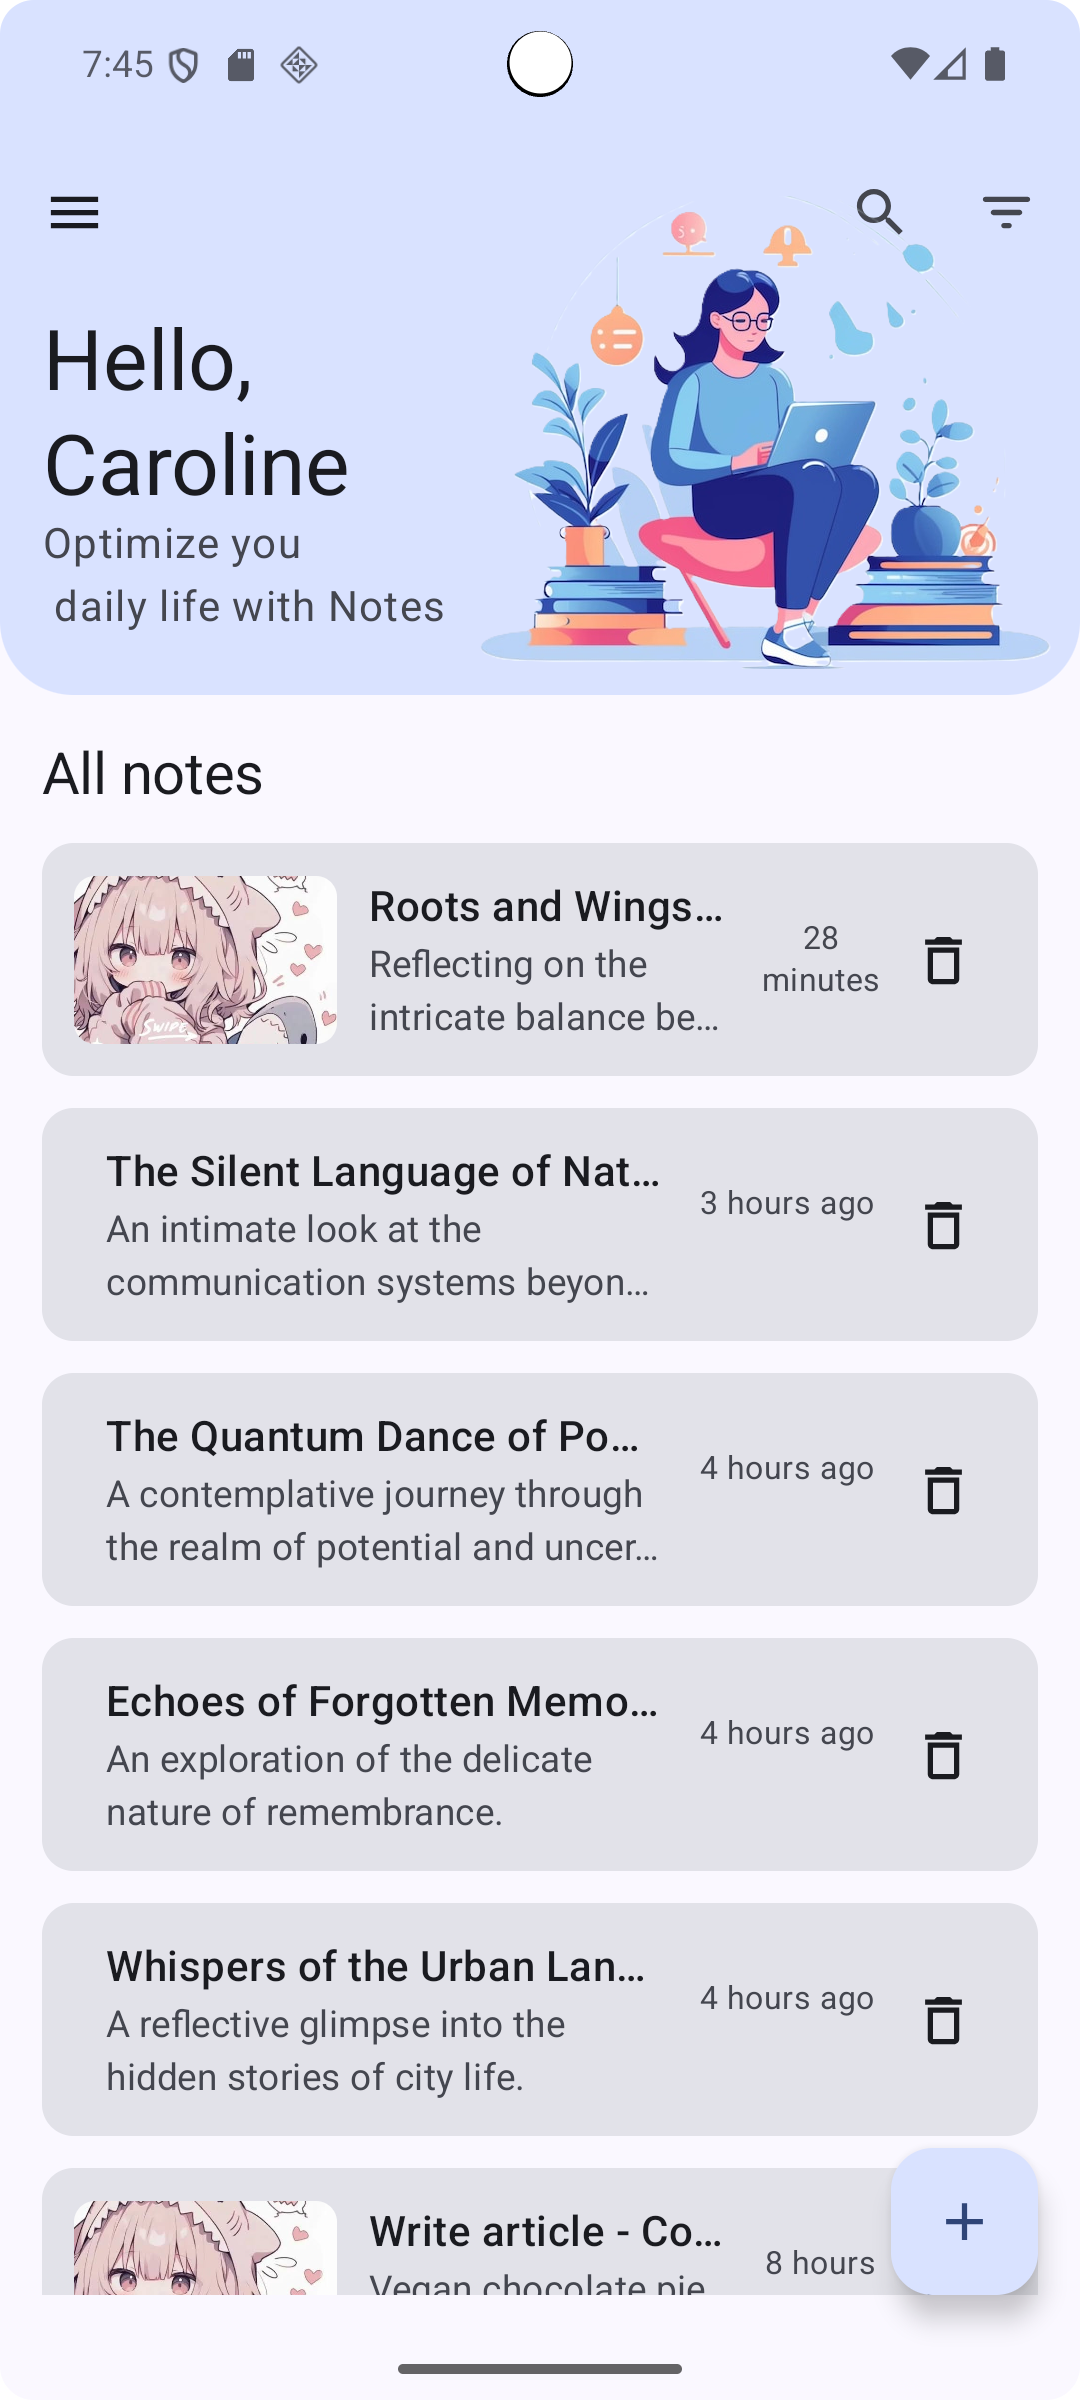 7:45
Hello,
Caroline
Optimize you
daily life with Notes
All notes
Roots and Wings...
Reflecting on the
intricate balance be...
28
minutes
SWIPE
The Silent Language of Nat...
An intimate look at the
communication systems beyon...
3 hours ago
The Quantum Dance of Po...
A contemplative journey through
the realm of potential and uncer...
4 hours ago
Echoes of Forgotten Memo...
An exploration of the delicate
nature of remembrance.
4 hours ago
Whispers of the Urban Lan...
A reflective glimpse into the
hidden stories of city life.
4 hours ago
Write article - Co...
Vegan chocolate pie
8 hours